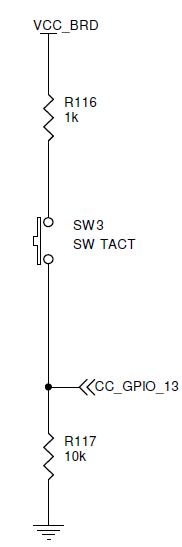 VCC_BRD
R116
1k
SW3
SW TACT
CC_GPIO_13
R117
10k